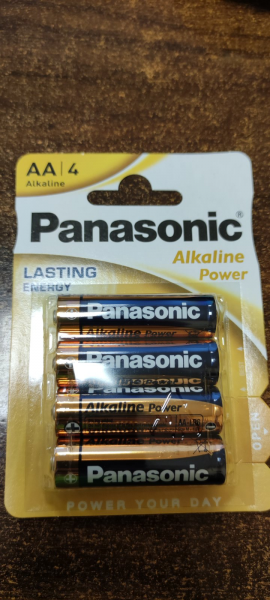 AA|4
Alkaline
Panasonic®
Alkaline
Power
LASTING
ENERGY
Panasonic
Alkaline Power
Panasonic
Panasonic
Alkaline Power
Panasonic
OPEN
POWER YOUR DAY